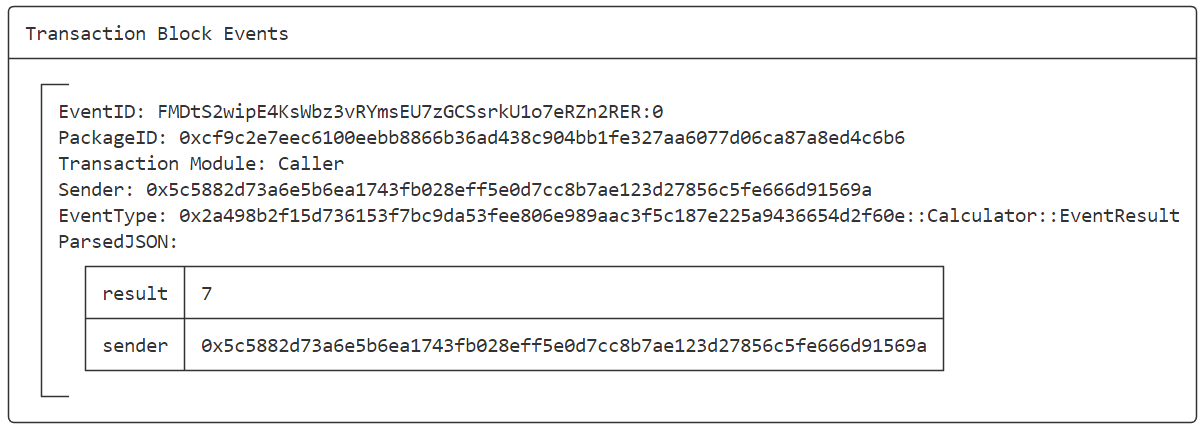 Transaction Block Events
EventID: FMDtS2wipE4KsWbz3vRYmsEU7zGCSsrkU1o7eRZn2RER:0
PackageID: 0xcf9c2e7eec6100eebb8866b36ad438c904bb1fe327aa6077d06ca87a8ed4c6b6
Transaction Module: Caller
Sender: 0x5c5882d73a6e5b6ea1743fb028eff5e0d7cc8b7ae123d27856c5fe666d91569a
EventType: 0x2a498b2f15d736153f7bc9da53fee806e989aac3f5c187e225a9436654d2f60e::Calculator::EventResult
ParsedJSON:
result 7
sender 0x5c5882d73a6e5b6ea1743fb028eff5e0d7cc8b7ae123d27856c5fe666d91569a